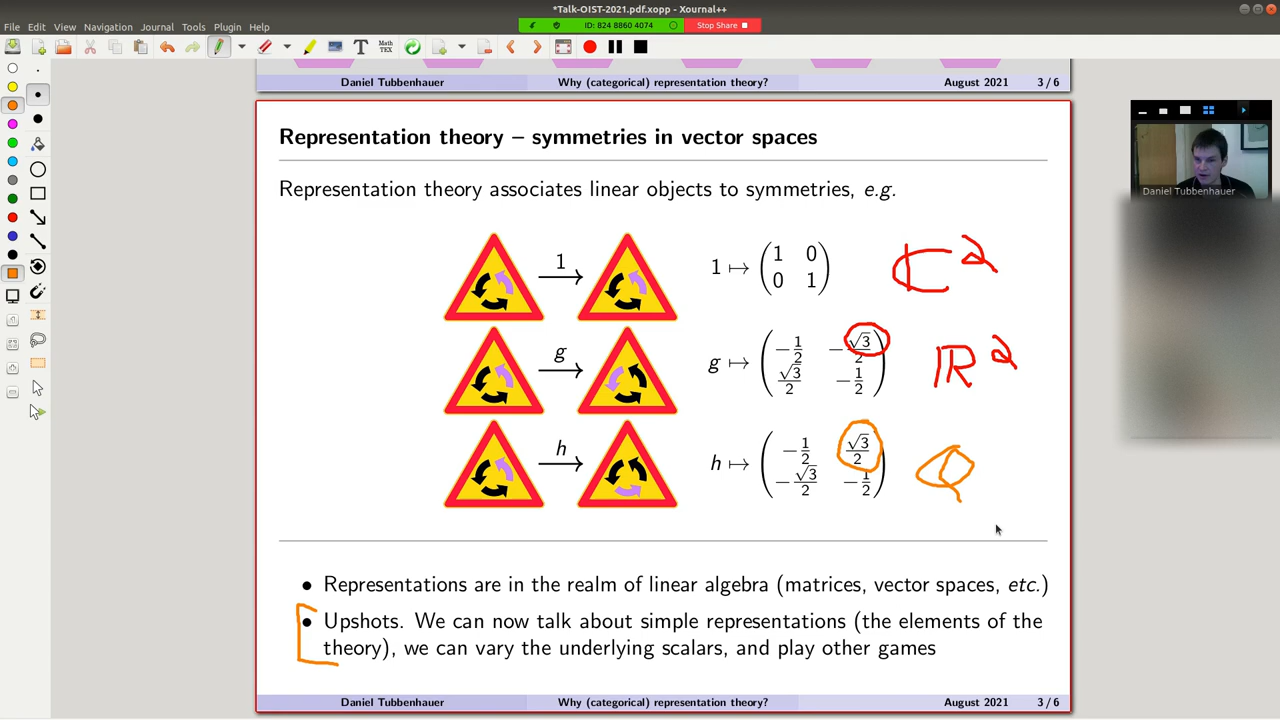 *Talk-OIST-2021.pdf.xopp - Xournal++
File Edit View Navigation Journal Tools Plugin Help
ID: 824 8860 4074 Stop Share
T Math TEX
Daniel Tubbenhauer Why (categorical) representation theory? August 2021 3 / 6
Representation theory – symmetries in vector spaces
Representation theory associates linear objects to symmetries, e.g.
1 1 ↦ (1 0; 0 1) ℂ²
g g ↦ (−1/2 −√3/2; √3/2 −1/2) ℝ²
h h ↦ (−1/2 √3/2; −√3/2 −1/2) ℚ
• Representations are in the realm of linear algebra (matrices, vector spaces, etc.)
• Upshots. We can now talk about simple representations (the elements of the
theory), we can vary the underlying scalars, and play other games
Daniel Tubbenhauer Why (categorical) representation theory? August 2021 3 / 6
Daniel Tubbenhauer